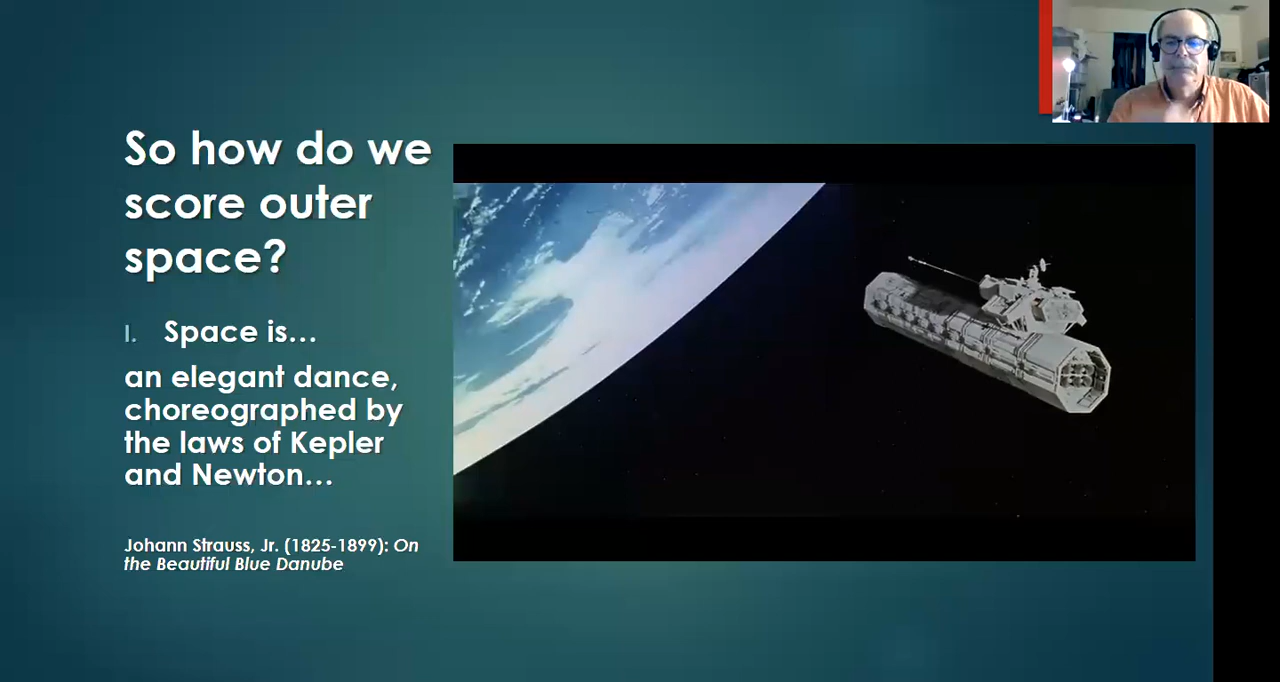 So how do we
score outer
space?
I. Space is...
an elegant dance,
choreographed by
the laws of Kepler
and Newton...
Johann Strauss, Jr. (1825-1899): On
the Beautiful Blue Danube